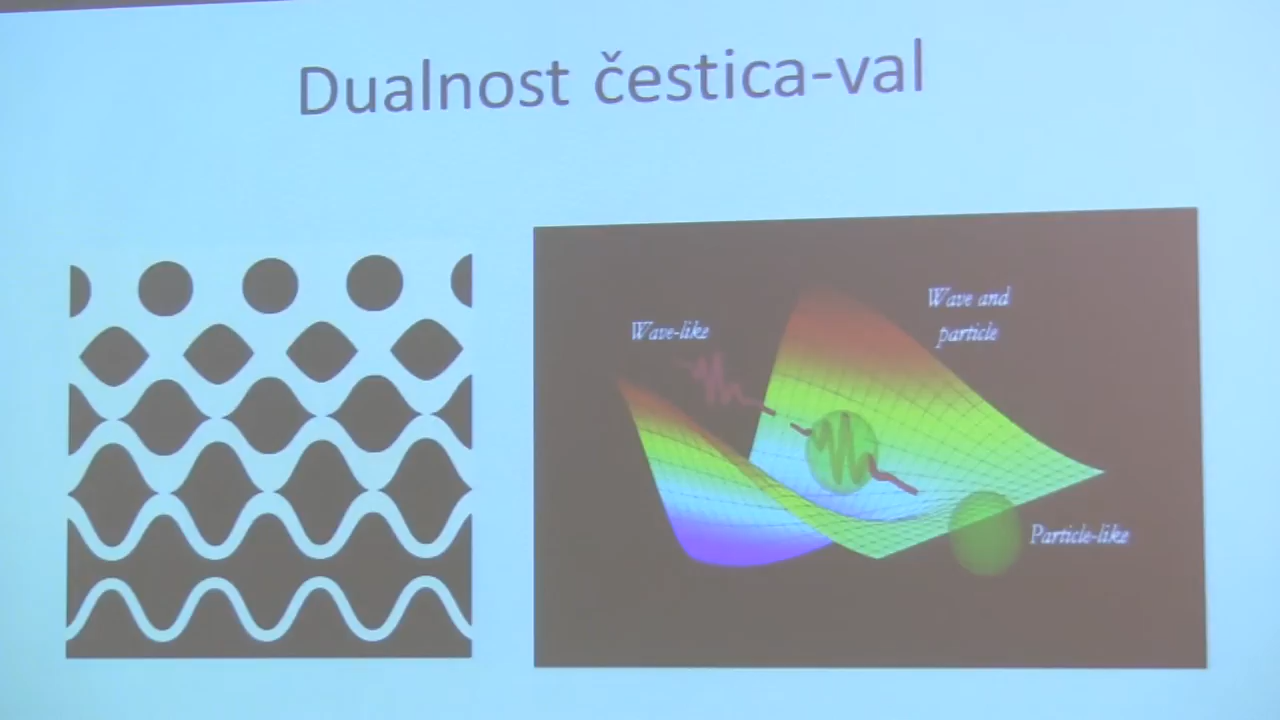 Dualnost čestica-val
Wave-like
Wave and
particle
Particle-like